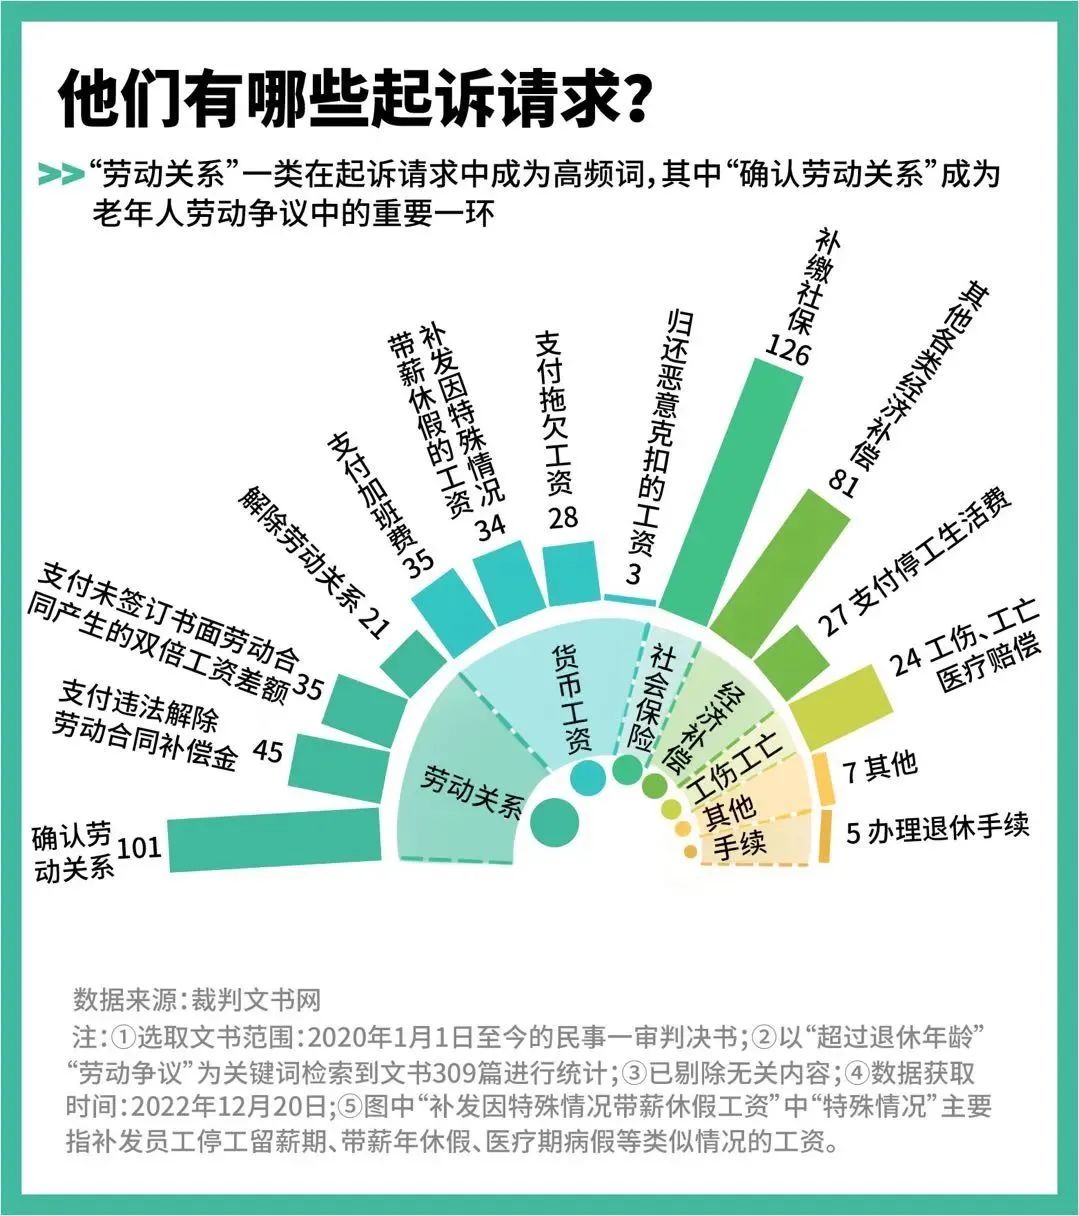 他们有哪些起诉请求？
>> “劳动关系”一类在起诉请求中成为高频词，其中“确认劳动关系”成为
老年人劳动争议中的重要一环
确认劳
动关系
101
支付违法解除
劳动合同补偿金
45
支付未签订书面劳动合
同产生的双倍工资差额
35
解除劳动关系 21
支付加班费
35
补发因特殊情况
带薪休假的工资
34
支付拖欠工资
28
归还恶意克扣的工资
3
补缴社保
126
其他各类经济补偿
81
27 支付停工生活费
24 工伤、工亡
医疗赔偿
7 其他
5 办理退休手续
劳动关系
货币工资
社会保险
经济补偿
工伤工亡
其他
手续
数据来源：裁判文书网
注：①选取文书范围：2020年1月1日至今的民事一审判决书；②以“超过退休年龄”
“劳动争议”为关键词检索到文书309篇进行统计；③已剔除无关内容；④数据获取
时间：2022年12月20日；⑤图中“补发因特殊情况带薪休假工资”中“特殊情况”主要
指补发员工停工留薪期、带薪年休假、医疗期病假等类似情况的工资。